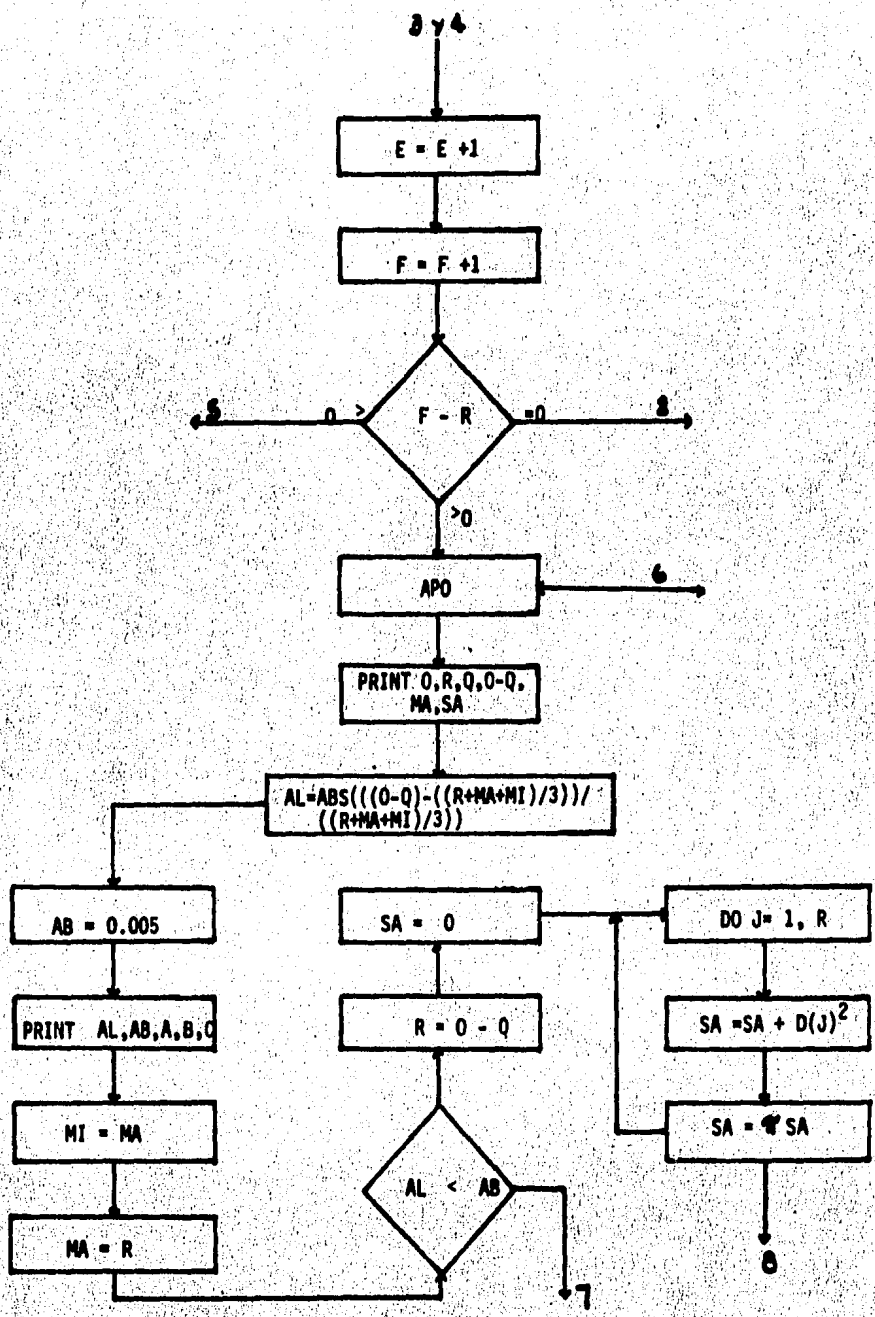 3 y 4
E = E +1
F = F +1
F - R
5
0 >
=0
2
>0
APO
6
PRINT O,R,Q,O-Q,
MA,SA
AL=ABS(((O-Q)-((R+MA+MI)/3))/
((R+MA+MI)/3))
AB = 0.005
SA = 0
DO J= 1, R
PRINT AL,AB,A,B,C
R = O - Q
SA =SA + D(J)²
MI = MA
SA = π SA
AL < AB
MA = R
8
7